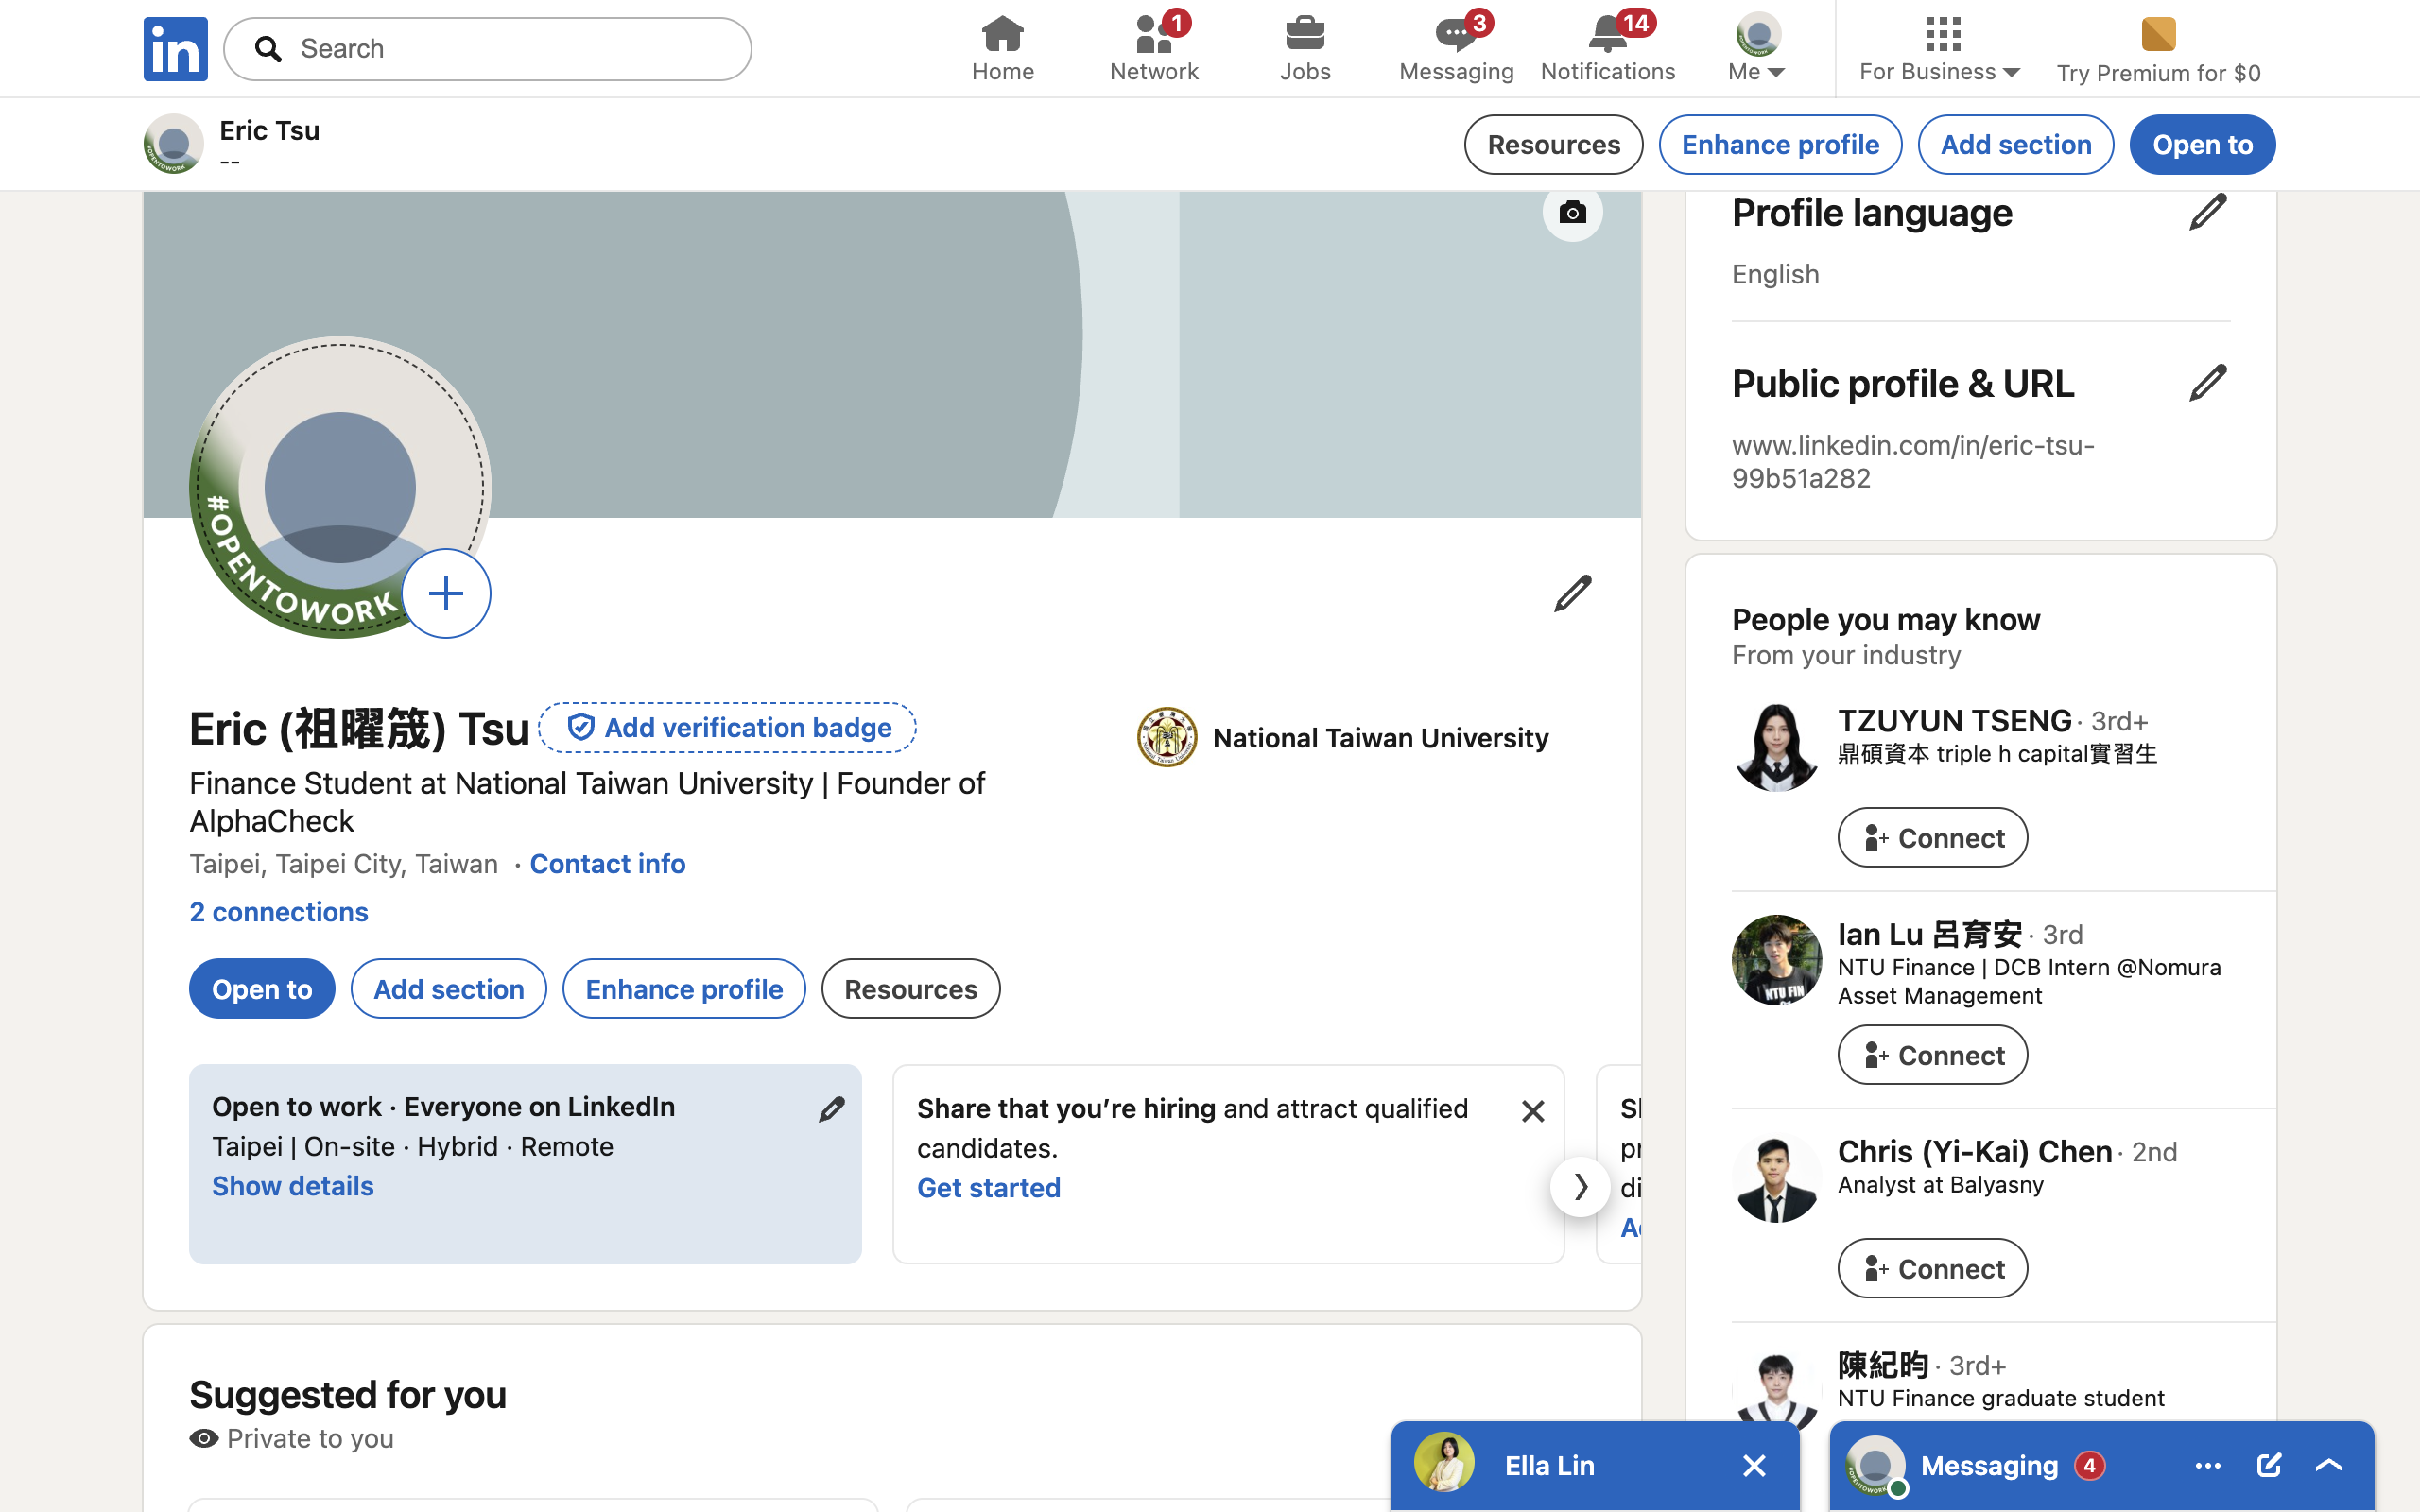 in
Search
Home
1
Network
Jobs
3
Messaging
14
Notifications
Me
For Business
Try Premium for $0
Eric Tsu
--
Resources
Enhance profile
Add section
Open to
#OPENTOWORK
Eric (祖曜筬) Tsu
Add verification badge
National Taiwan University
Finance Student at National Taiwan University | Founder of
AlphaCheck
Taipei, Taipei City, Taiwan · Contact info
2 connections
Open to
Add section
Enhance profile
Resources
Open to work · Everyone on LinkedIn
Taipei | On-site · Hybrid · Remote
Show details
Share that you’re hiring and attract qualified
candidates.
Get started
Suggested for you
Private to you
Profile language
English
Public profile & URL
www.linkedin.com/in/eric-tsu-
99b51a282
People you may know
From your industry
TZUYUN TSENG · 3rd+
鼎碩資本 triple h capital實習生
Connect
Ian Lu 呂育安 · 3rd
NTU Finance | DCB Intern @Nomura
Asset Management
Connect
Chris (Yi-Kai) Chen · 2nd
Analyst at Balyasny
Connect
陳紀昀 · 3rd+
NTU Finance graduate student
Ella Lin
Messaging 4